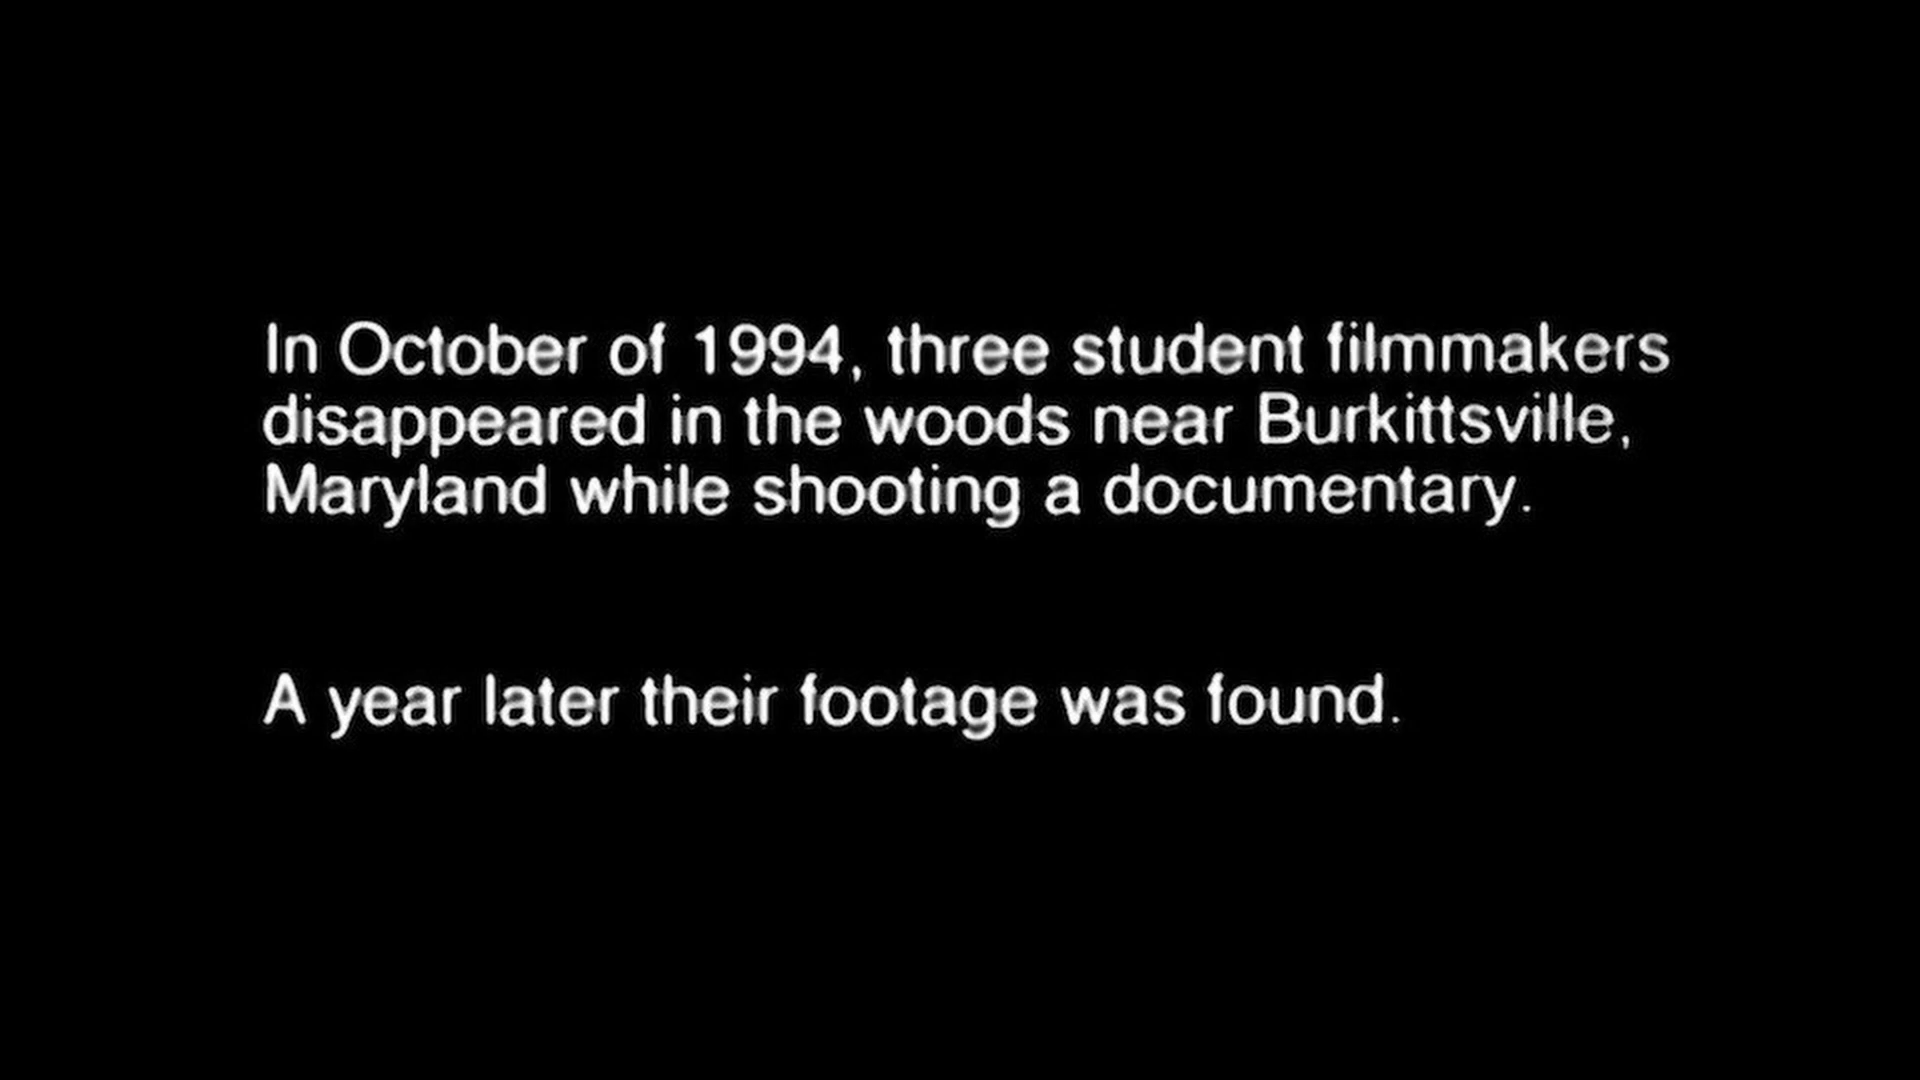 In October of 1994, three student filmmakers
disappeared in the woods near Burkittsville,
Maryland while shooting a documentary.
A year later their footage was found.